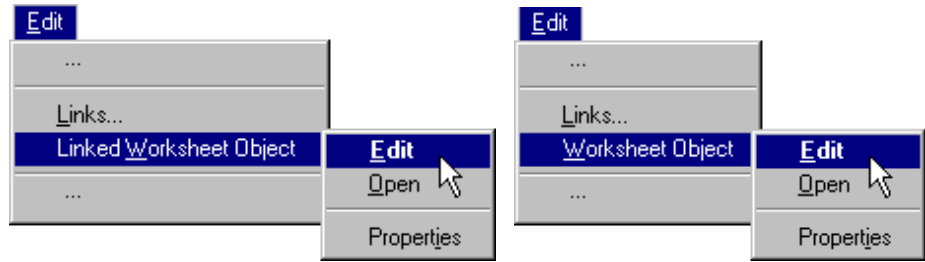 Edit
...
Links...
Linked Worksheet Object
Edit
Open
...
Properties
Edit
...
Links...
Worksheet Object
Edit
Open
...
Properties